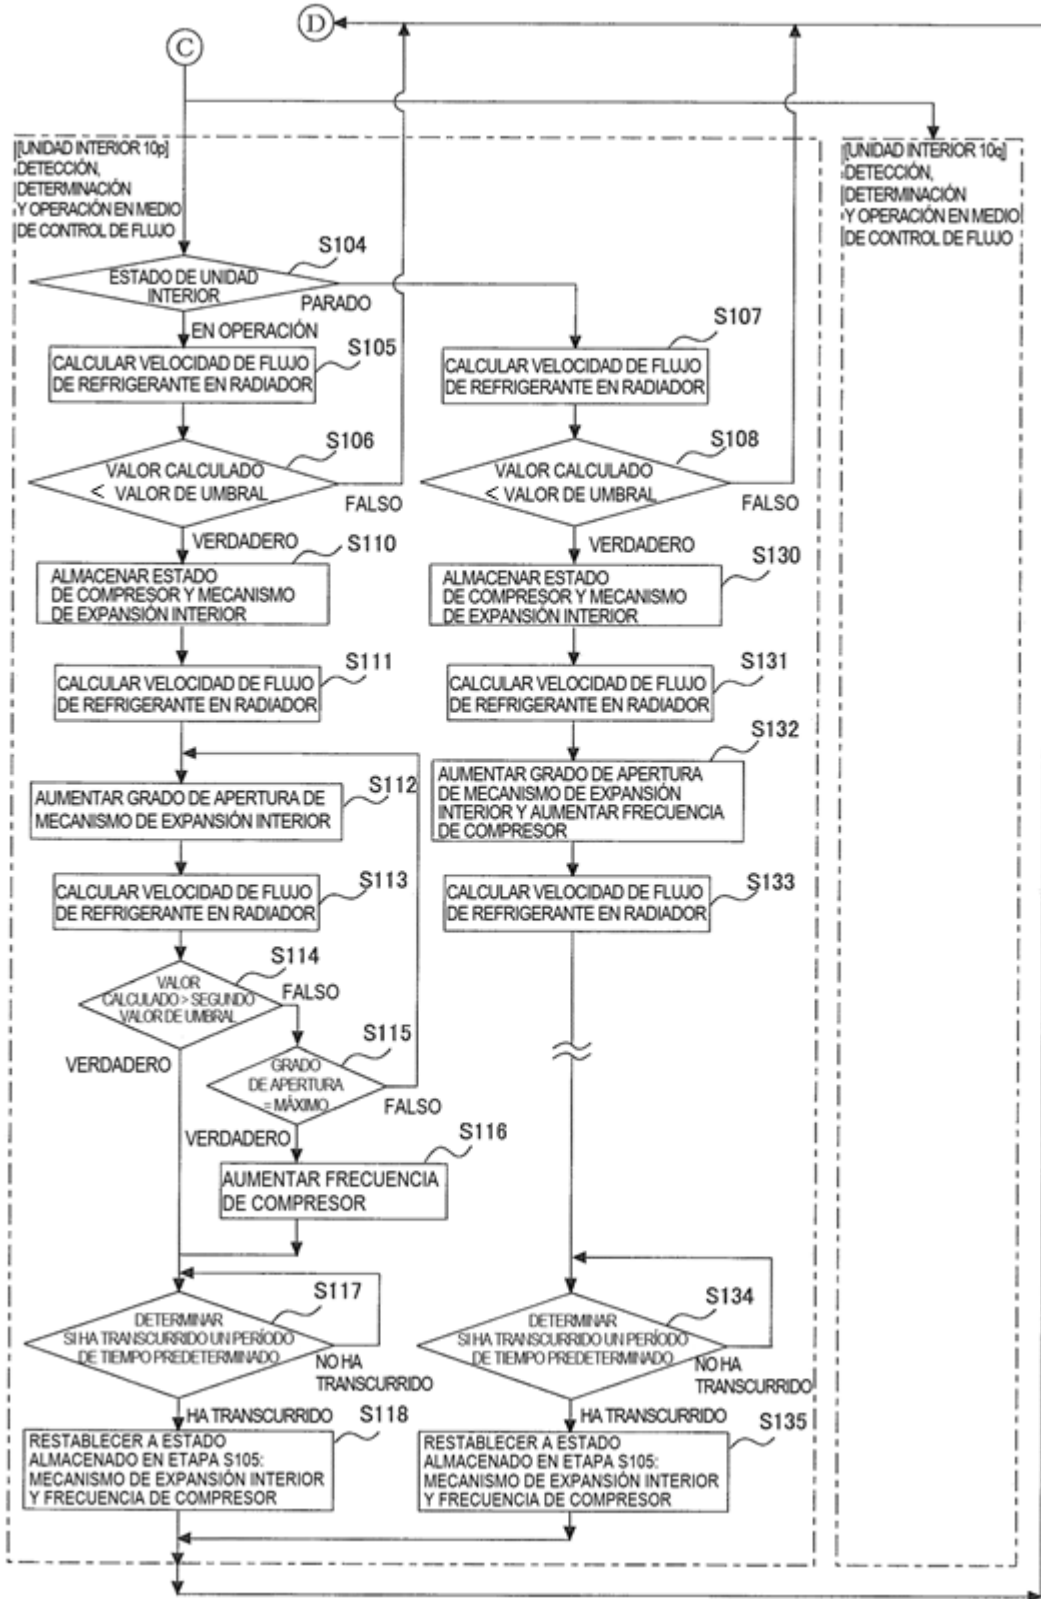 D
C
[UNIDAD INTERIOR 10p]
DETECCIÓN,
DETERMINACIÓN
Y OPERACIÓN EN MEDIO
DE CONTROL DE FLUJO
[UNIDAD INTERIOR 10q]
DETECCIÓN,
DETERMINACIÓN
Y OPERACIÓN EN MEDIO
DE CONTROL DE FLUJO
S104
ESTADO DE UNIDAD
INTERIOR
PARADO
EN OPERACIÓN
S105
CALCULAR VELOCIDAD DE FLUJO
DE REFRIGERANTE EN RADIADOR
S106
VALOR CALCULADO
< VALOR DE UMBRAL
FALSO
VERDADERO
S110
ALMACENAR ESTADO
DE COMPRESOR Y MECANISMO
DE EXPANSIÓN INTERIOR
S111
CALCULAR VELOCIDAD DE FLUJO
DE REFRIGERANTE EN RADIADOR
S112
AUMENTAR GRADO DE APERTURA DE
MECANISMO DE EXPANSIÓN INTERIOR
S113
CALCULAR VELOCIDAD DE FLUJO
DE REFRIGERANTE EN RADIADOR
S114
VALOR
CALCULADO > SEGUNDO
VALOR DE UMBRAL
FALSO
VERDADERO
S115
GRADO
DE APERTURA
= MÁXIMO
FALSO
VERDADERO
S116
AUMENTAR FRECUENCIA
DE COMPRESOR
S117
DETERMINAR
SI HA TRANSCURRIDO UN PERÍODO
DE TIEMPO PREDETERMINADO
NO HA
TRANSCURRIDO
HA TRANSCURRIDO
S118
RESTABLECER A ESTADO
ALMACENADO EN ETAPA S105:
MECANISMO DE EXPANSIÓN INTERIOR
Y FRECUENCIA DE COMPRESOR
S107
CALCULAR VELOCIDAD DE FLUJO
DE REFRIGERANTE EN RADIADOR
S108
VALOR CALCULADO
< VALOR DE UMBRAL
FALSO
VERDADERO
S130
ALMACENAR ESTADO
DE COMPRESOR Y MECANISMO
DE EXPANSIÓN INTERIOR
S131
CALCULAR VELOCIDAD DE FLUJO
DE REFRIGERANTE EN RADIADOR
S132
AUMENTAR GRADO DE APERTURA
DE MECANISMO DE EXPANSIÓN
INTERIOR Y AUMENTAR FRECUENCIA
DE COMPRESOR
S133
CALCULAR VELOCIDAD DE FLUJO
DE REFRIGERANTE EN RADIADOR
S134
DETERMINAR
SI HA TRANSCURRIDO UN PERÍODO
DE TIEMPO PREDETERMINADO
NO HA
TRANSCURRIDO
HA TRANSCURRIDO
S135
RESTABLECER A ESTADO
ALMACENADO EN ETAPA S105:
MECANISMO DE EXPANSIÓN INTERIOR
Y FRECUENCIA DE COMPRESOR